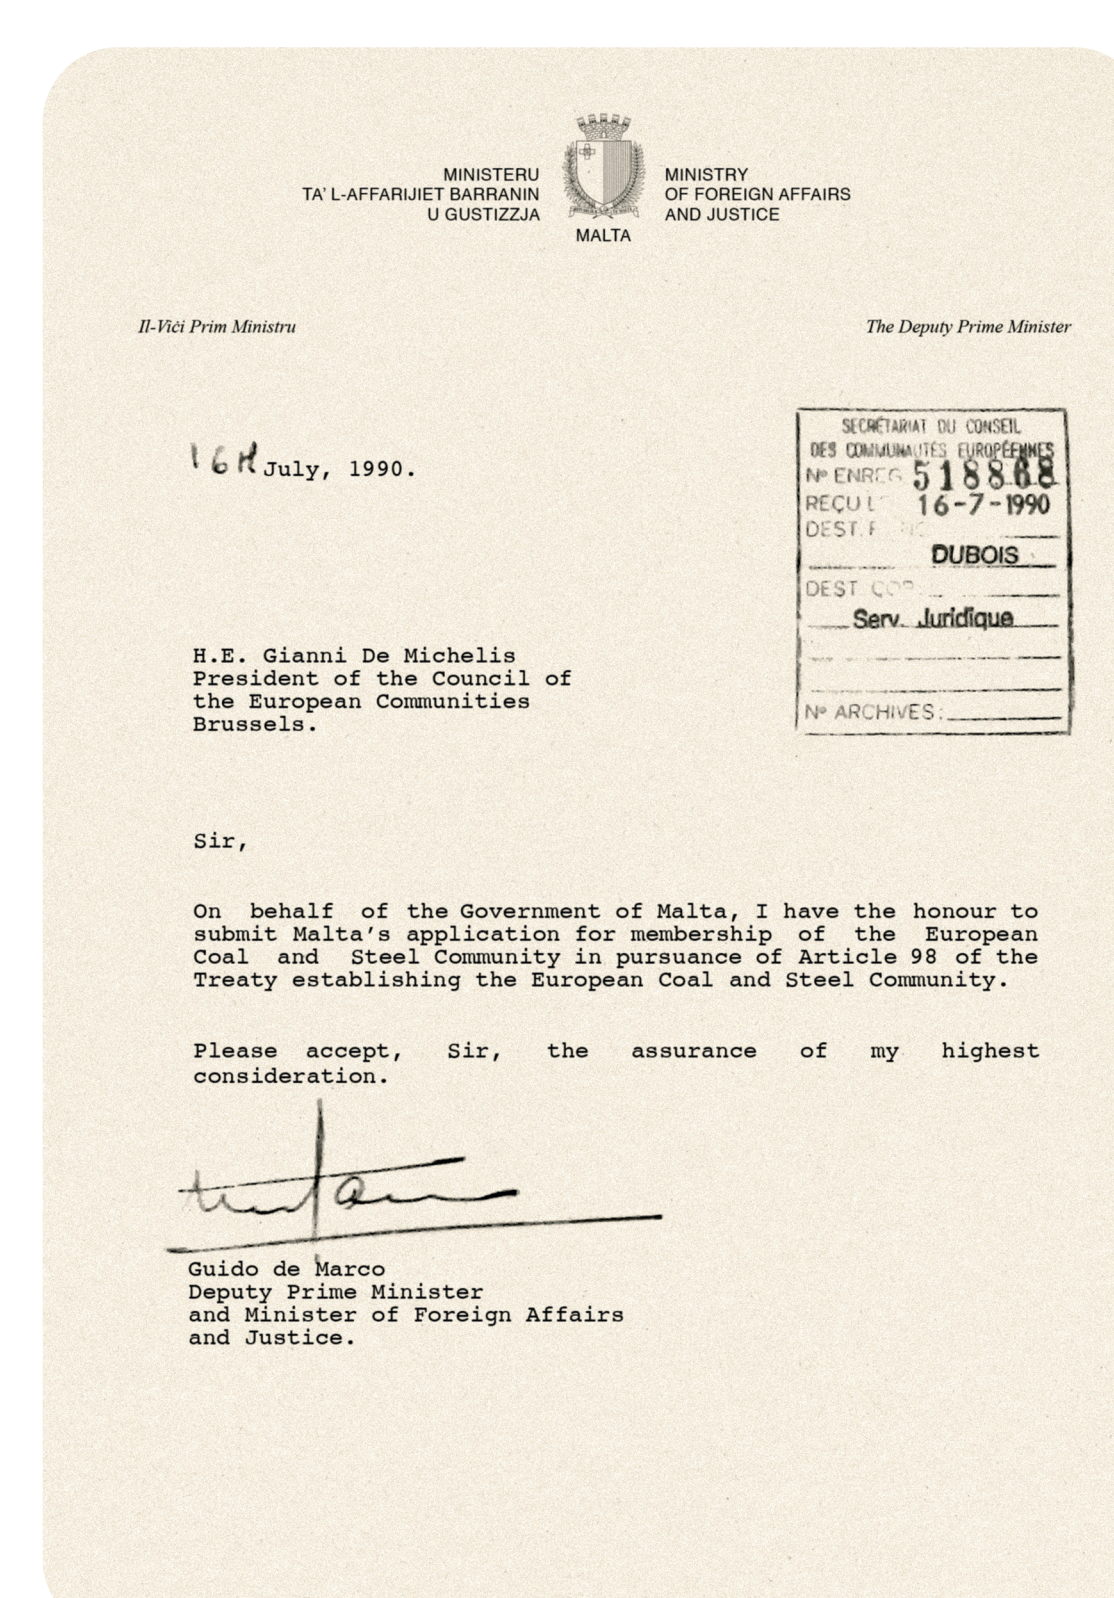 MINISTERU
TA' L-AFFARIJIET BARRANIN
U GUSTIZZJA
MINISTRY
OF FOREIGN AFFAIRS
AND JUSTICE
MALTA
Il-Viċi Prim Ministru
The Deputy Prime Minister
16th July, 1990.
SECRÉTARIAT DU CONSEIL
DES COMMUNAUTÉS EUROPÉENNES
Nº ENREG 518868
REÇU L 16-7-1990
DEST.
DUBOIS
DEST COP
Serv. Juridique
Nº ARCHIVES:
H.E. Gianni De Michelis
President of the Council of
the European Communities
Brussels.
Sir,
On behalf of the Government of Malta, I have the honour to
submit Malta's application for membership of the European
Coal and Steel Community in pursuance of Article 98 of the
Treaty establishing the European Coal and Steel Community.
Please accept, Sir, the assurance of my highest
consideration.
Guido de Marco
Deputy Prime Minister
and Minister of Foreign Affairs
and Justice.